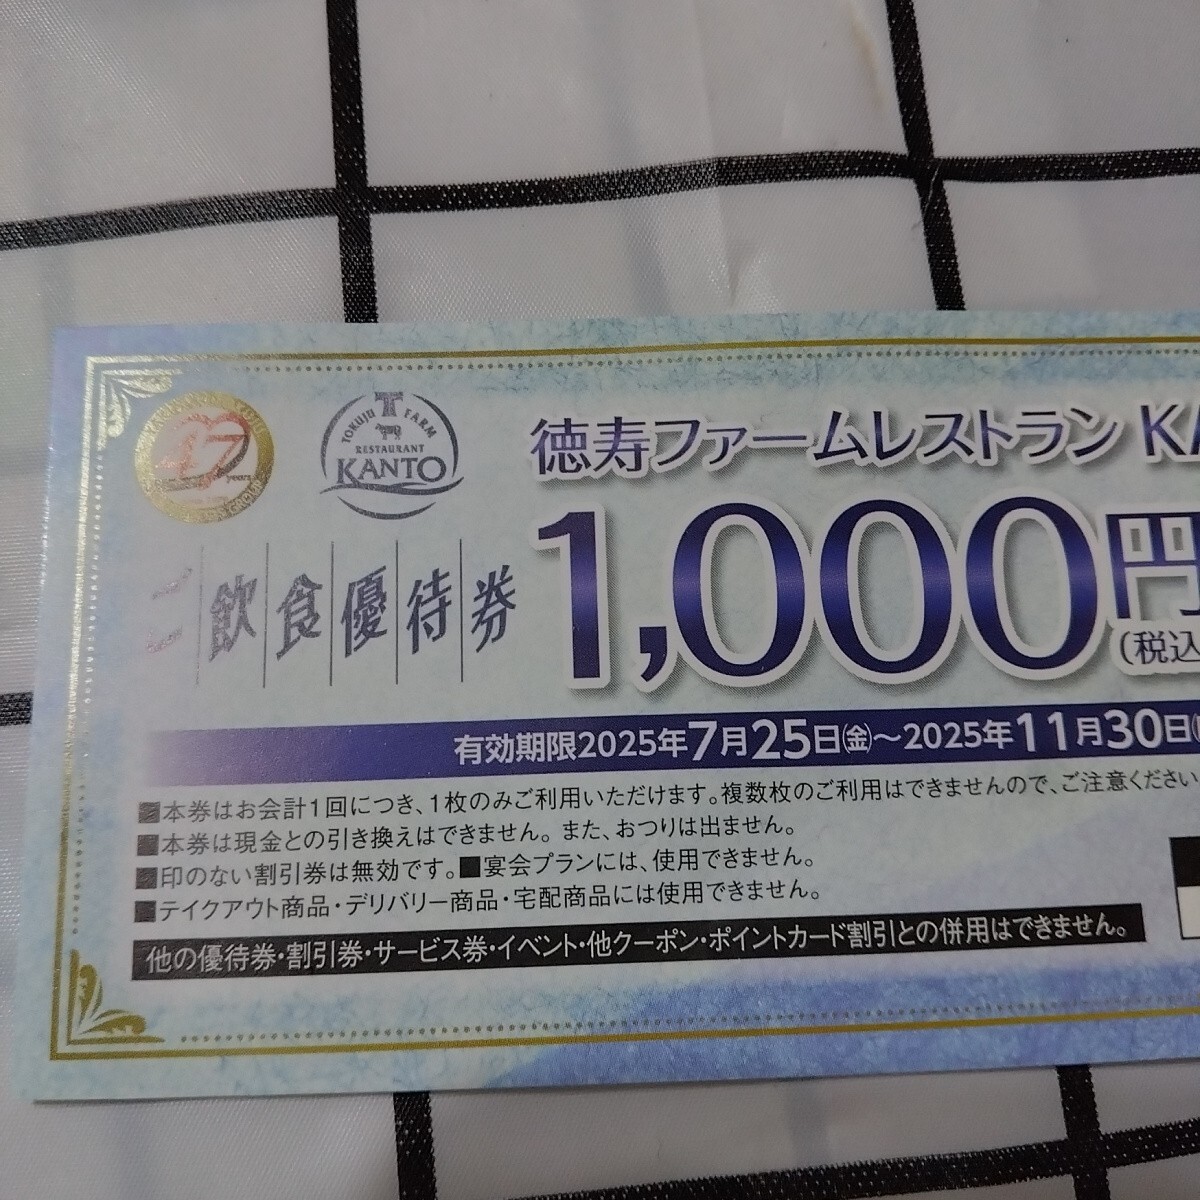 47
years
TOKUJU FARM
RESTAURANT
KANTO
徳寿ファームレストラン KA
ご飲食優待券
1,000円
(税込
有効期限2025年7月25日㈮～2025年11月30日
■本券はお会計1回につき、1枚のみご利用いただけます。複数枚のご利用はできませんので、ご注意ください
■本券は現金との引き換えはできません。また、おつりは出ません。
■印のない割引券は無効です。■宴会プランには、使用できません。
■テイクアウト商品・デリバリー商品・宅配商品には使用できません。
他の優待券・割引券・サービス券・イベント・他クーポン・ポイントカード割引との併用はできません。